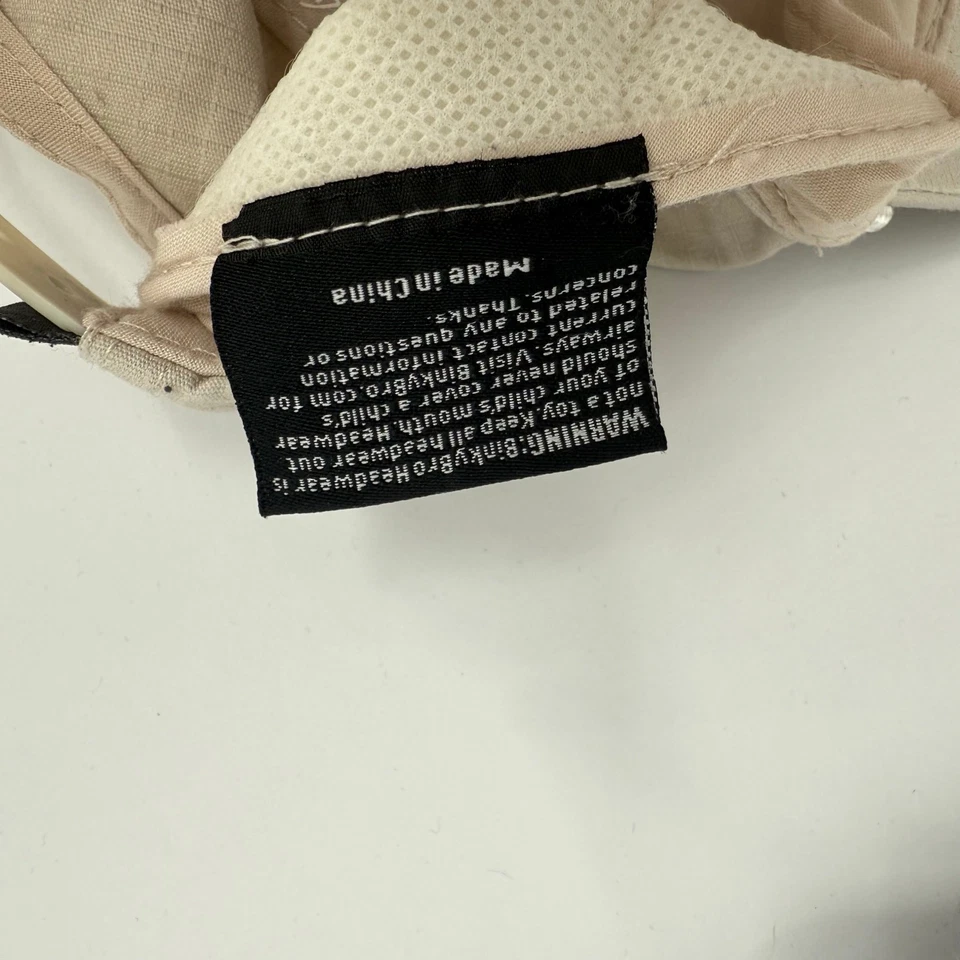 WARNING: BinkyBro Headwear is
not a toy. Keep all headwear out
of your child's mouth. Headwear
should never cover a child's
airways. Visit BinkyBro.com for
current contact information
related to any questions or
concerns. Thanks.
Made in China